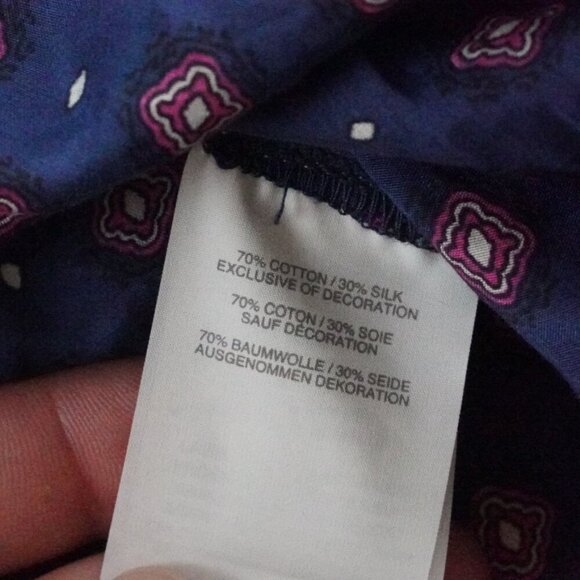 70% COTTON / 30% SILK
EXCLUSIVE OF DECORATION
70% COTON / 30% SOIE
SAUF DÉCORATION
70% BAUMWOLLE / 30% SEIDE
AUSGENOMMEN DEKORATION